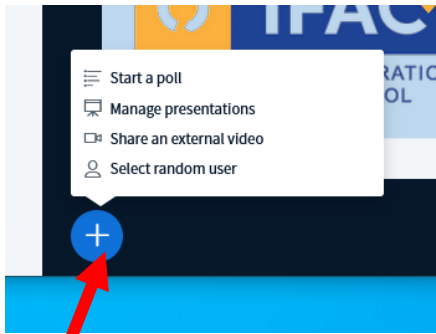 IFAC
RATIO
OL
Start a poll
Manage presentations
Share an external video
Select random user